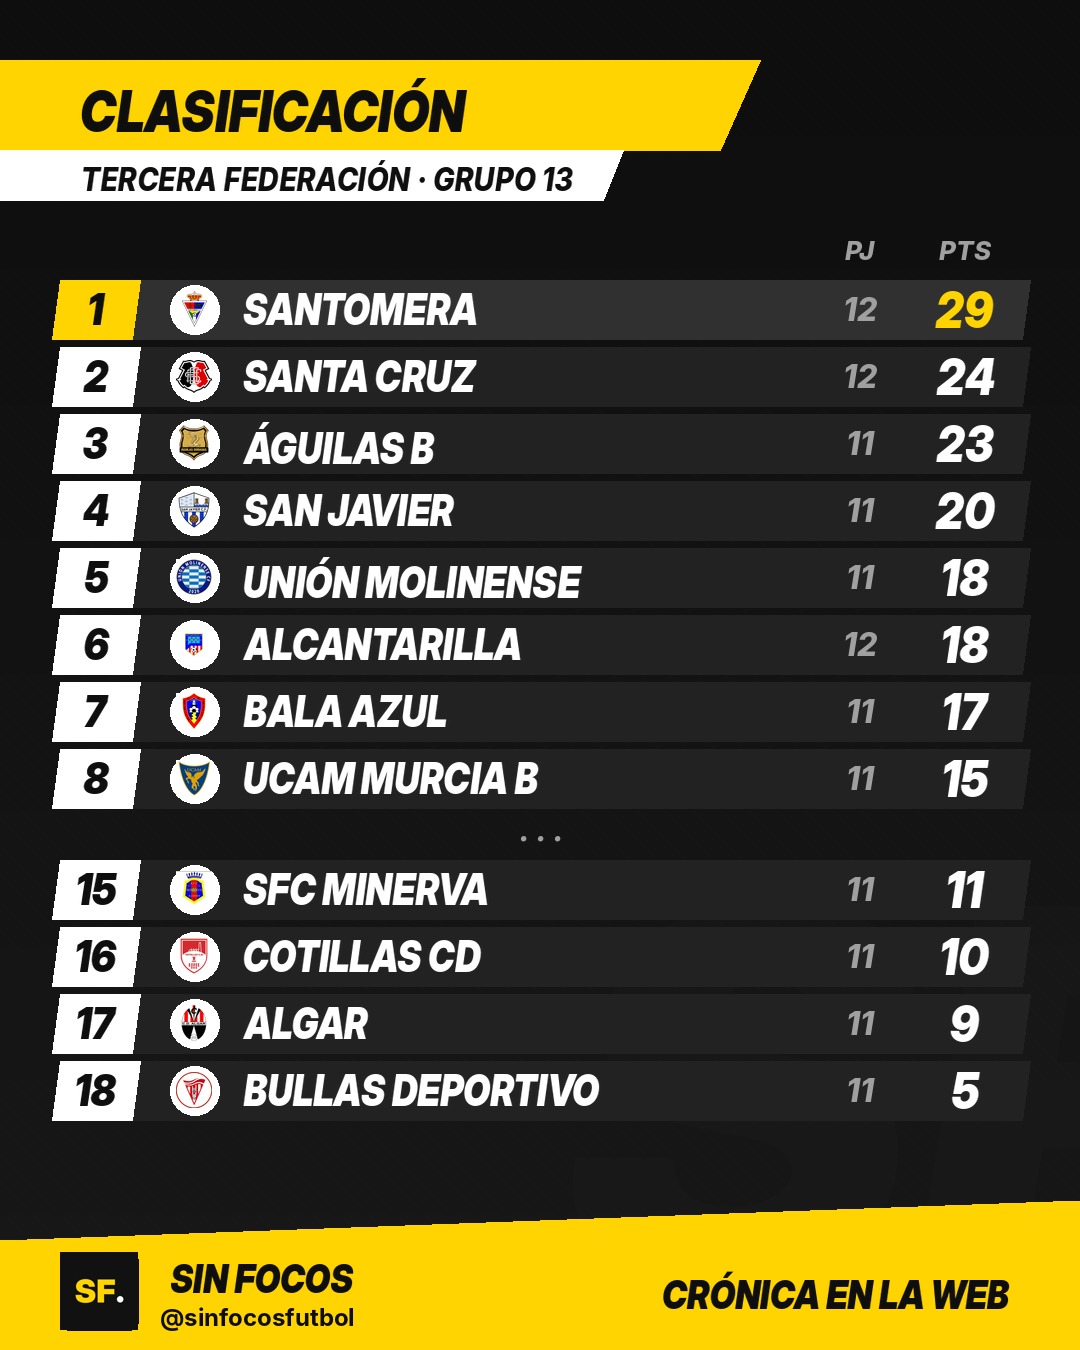 CLASIFICACIÓN
TERCERA FEDERACIÓN · GRUPO 13
PJ PTS
1 SANTOMERA 12 29
2 SANTA CRUZ 12 24
3 ÁGUILAS B 11 23
4 SAN JAVIER 11 20
5 UNIÓN MOLINENSE 11 18
6 ALCANTARILLA 12 18
7 BALA AZUL 11 17
8 UCAM MURCIA B 11 15
...
15 SFC MINERVA 11 11
16 COTILLAS CD 11 10
17 ALGAR 11 9
18 BULLAS DEPORTIVO 11 5
SF. SIN FOCOS
@sinfocosfutbol
CRÓNICA EN LA WEB